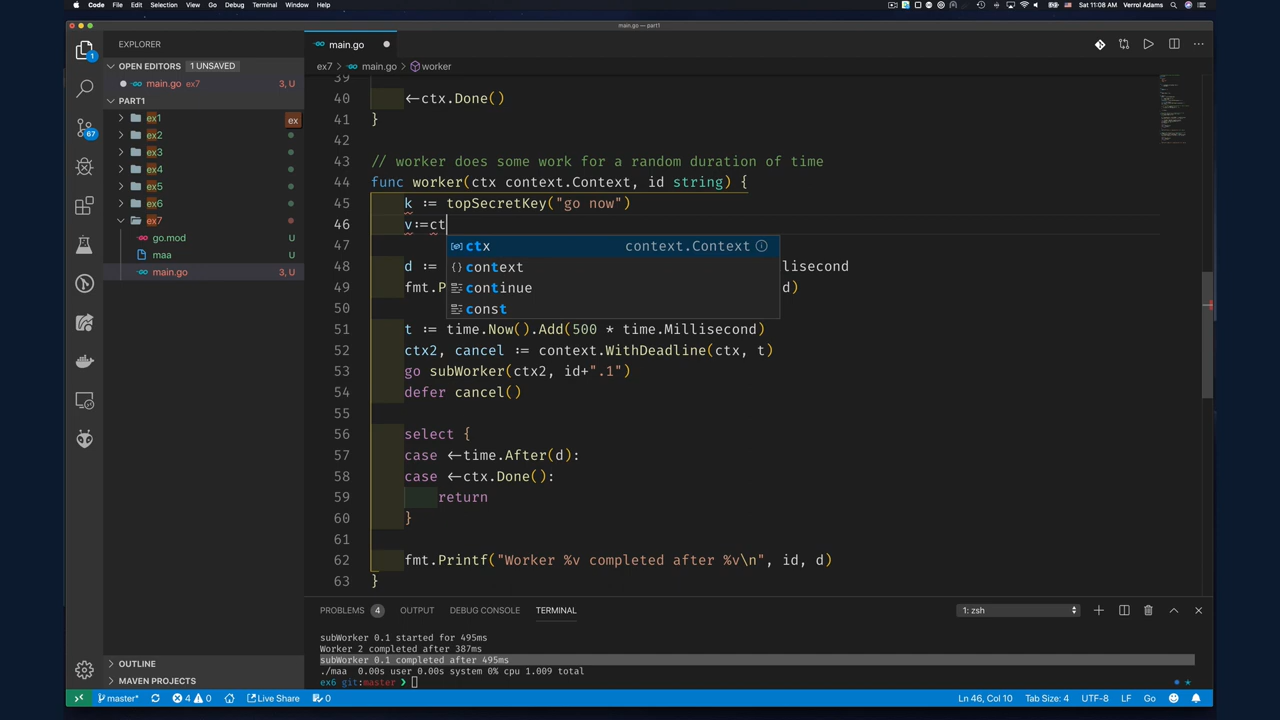 Code File Edit Selection View Go Debug Terminal Window Help
Sat 11:08 AM Verrol Adams
main.go — part1
EXPLORER
main.go
OPEN EDITORS 1 UNSAVED
main.go ex7 3, U
ex7 > main.go > worker
PART1
ex1
ex
ex2
ex3
ex4
ex5
ex6
ex7
go.mod U
maa U
main.go 3, U
39
40 <-ctx.Done()
41 }
42
43 // worker does some work for a random duration of time
44 func worker(ctx context.Context, id string) {
45 k := topSecretKey("go now")
46 v:=ct
ctx context.Context
47
context
48 d := lisecond
continue
49 fmt.P d)
const
50
51 t := time.Now().Add(500 * time.Millisecond)
52 ctx2, cancel := context.WithDeadline(ctx, t)
53 go subWorker(ctx2, id+".1")
54 defer cancel()
55
56 select {
57 case <-time.After(d):
58 case <-ctx.Done():
59 return
60 }
61
62 fmt.Printf("Worker %v completed after %v\n", id, d)
63 }
PROBLEMS 4 OUTPUT DEBUG CONSOLE TERMINAL 1: zsh
subWorker 0.1 started for 495ms
Worker 2 completed after 387ms
subWorker 0.1 completed after 495ms
./maa 0.00s user 0.00s system 0% cpu 1.009 total
ex6 git:master >
OUTLINE
MAVEN PROJECTS
1
67
master* 4 0 Live Share 0 Ln 46, Col 10 Tab Size: 4 UTF-8 LF Go